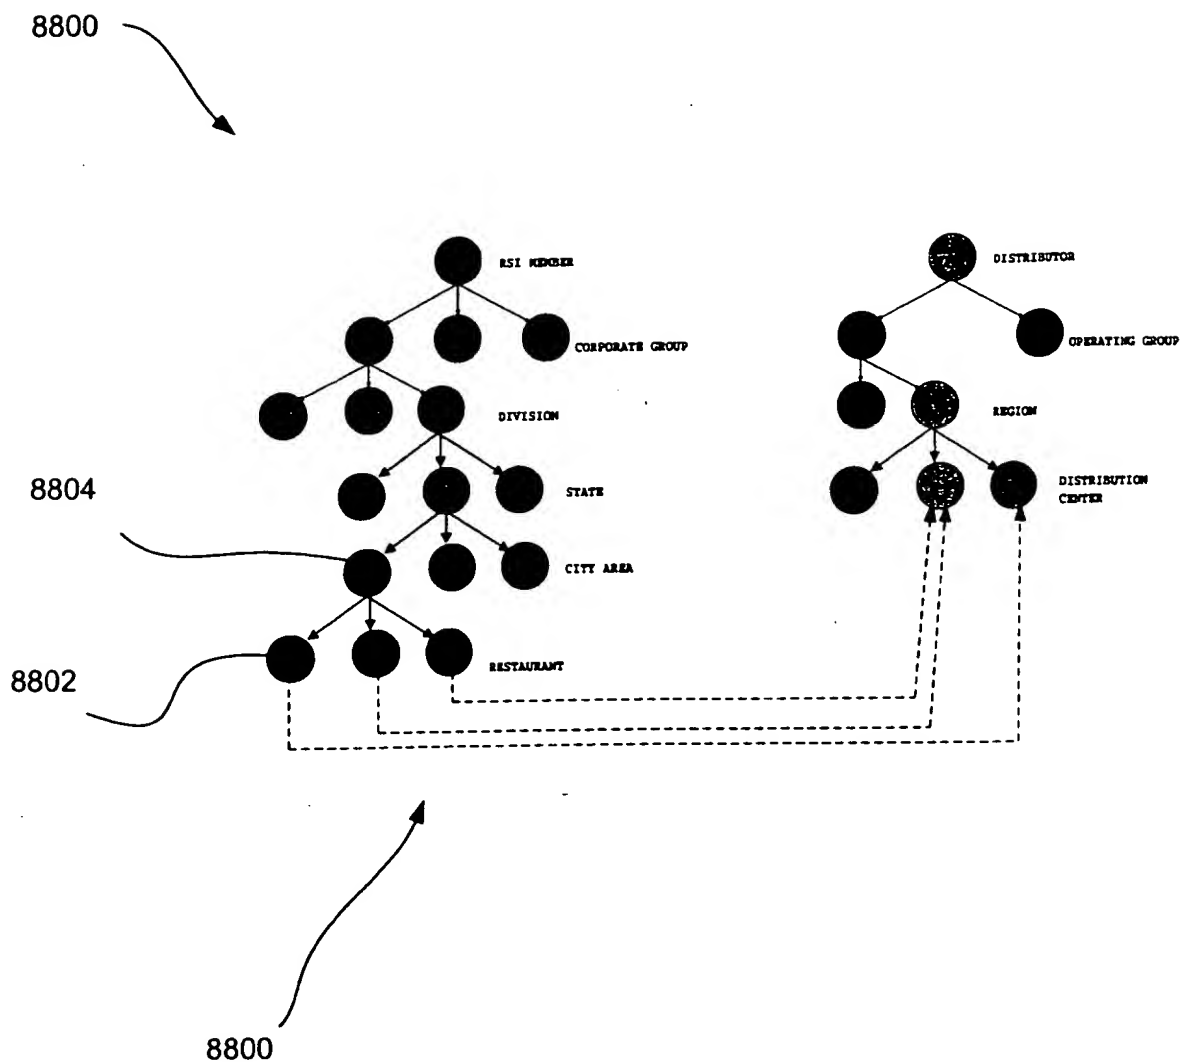 8800
RSI MEMBER
DISTRIBUTOR
CORPORATE GROUP
OPERATING GROUP
DIVISION
REGION
8804
STATE
DISTRIBUTION
CENTER
CITY AREA
8802
RESTAURANT
8800